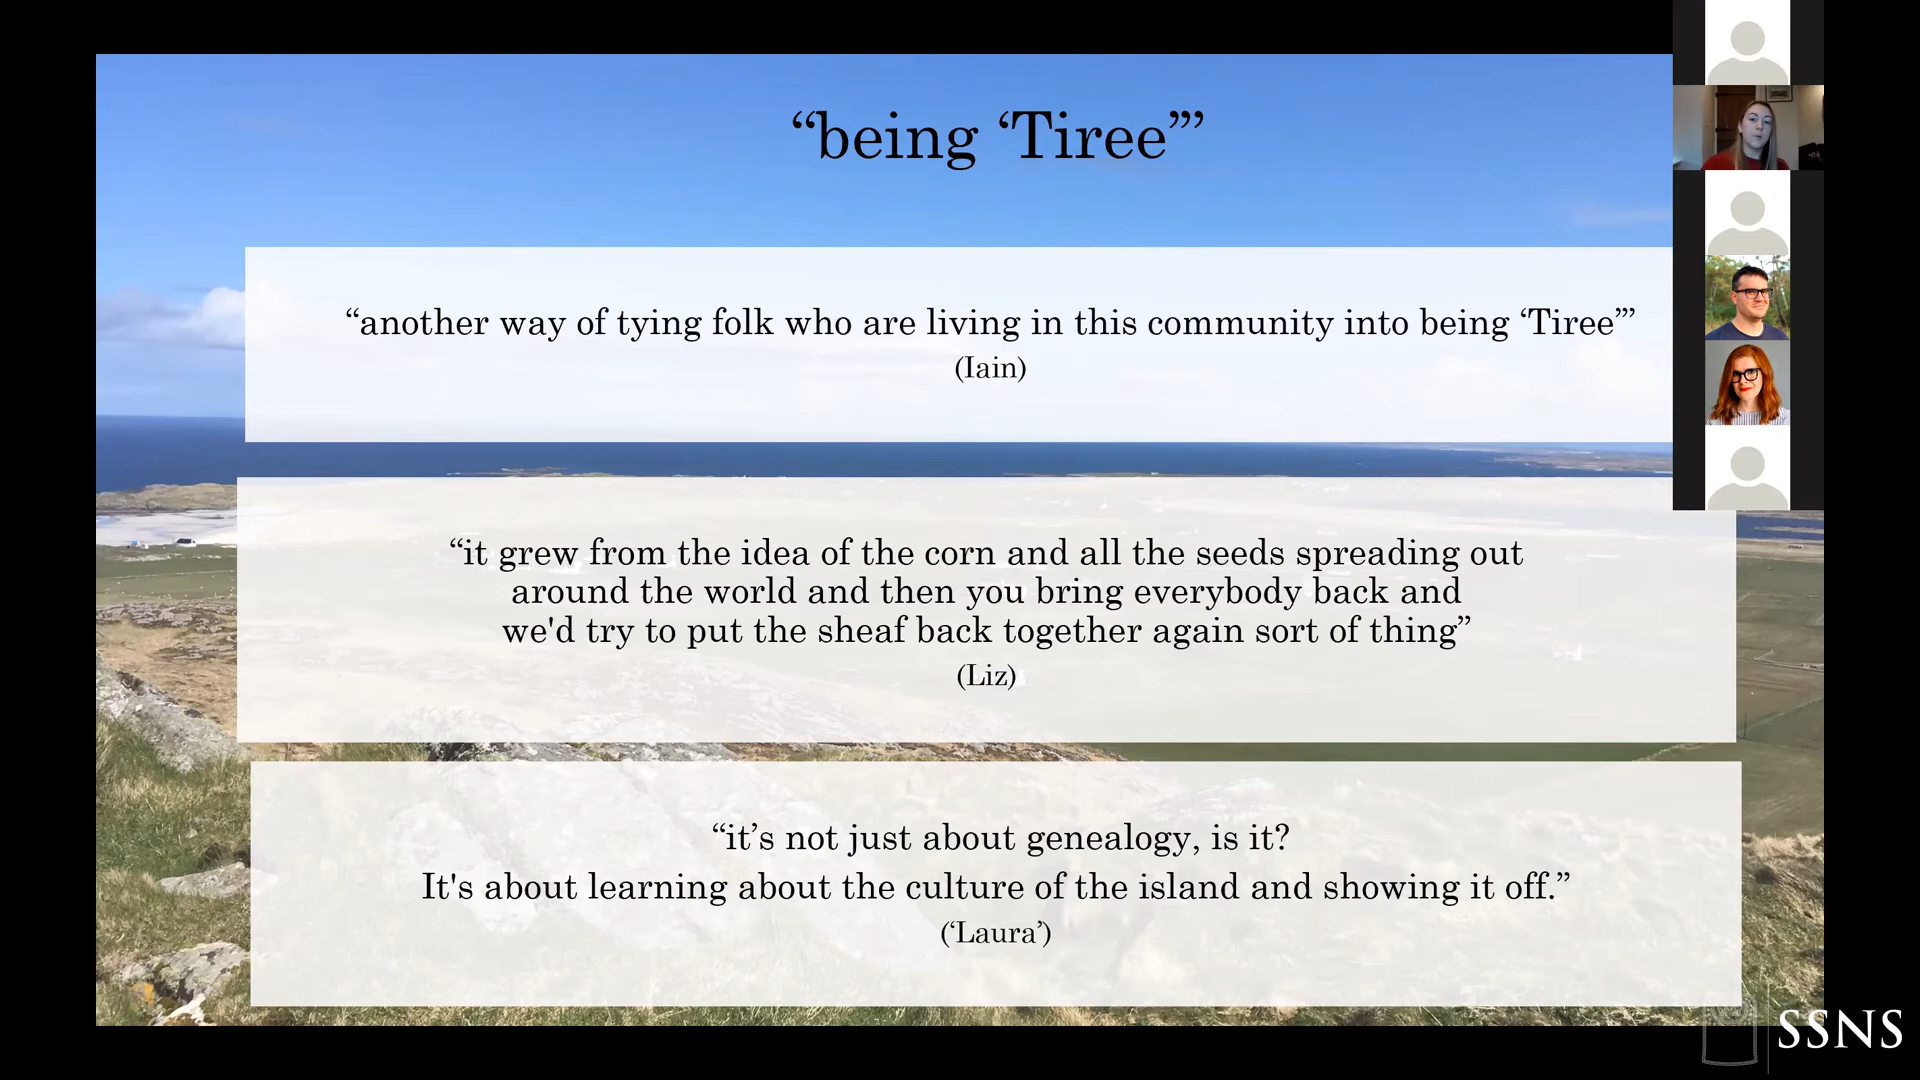 “being ‘Tiree’”
“another way of tying folk who are living in this community into being ‘Tiree’”
(Iain)
“it grew from the idea of the corn and all the seeds spreading out
around the world and then you bring everybody back and
we'd try to put the sheaf back together again sort of thing”
(Liz)
“it’s not just about genealogy, is it?
It's about learning about the culture of the island and showing it off.”
(‘Laura’)
SSNS